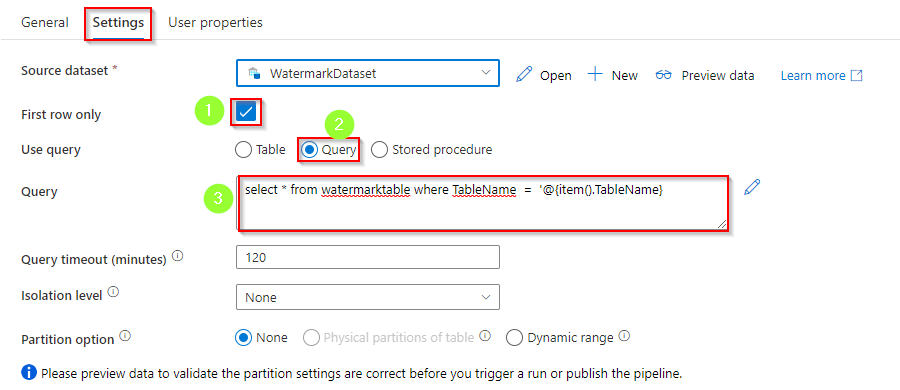 General Settings User properties
Source dataset * WatermarkDataset Open New Preview data Learn more
1
First row only
2
Use query Table Query Stored procedure
Query select * from watermarktable where TableName = '@{item().TableName}
3
Query timeout (minutes) 120
Isolation level None
Partition option None Physical partitions of table Dynamic range
Please preview data to validate the partition settings are correct before you trigger a run or publish the pipeline.